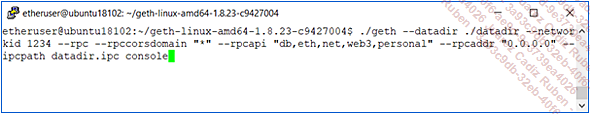 etheruser@ubuntu18102: ~/geth-linux-amd64-1.8.23-c9427004
etheruser@ubuntu18102:~/geth-linux-amd64-1.8.23-c9427004$ ./geth --datadir ./datadir --networ
kid 1234 --rpc --rpccorsdomain "*" --rpcapi "db,eth,net,web3,personal" --rpcaddr "0.0.0.0" --
ipcpath datadir.ipc console